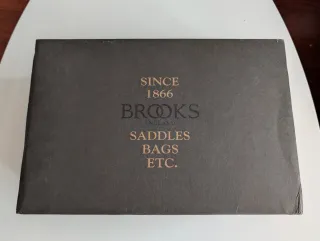 SINCE
1866
BROOKS
SADDLES
BAGS
ETC.